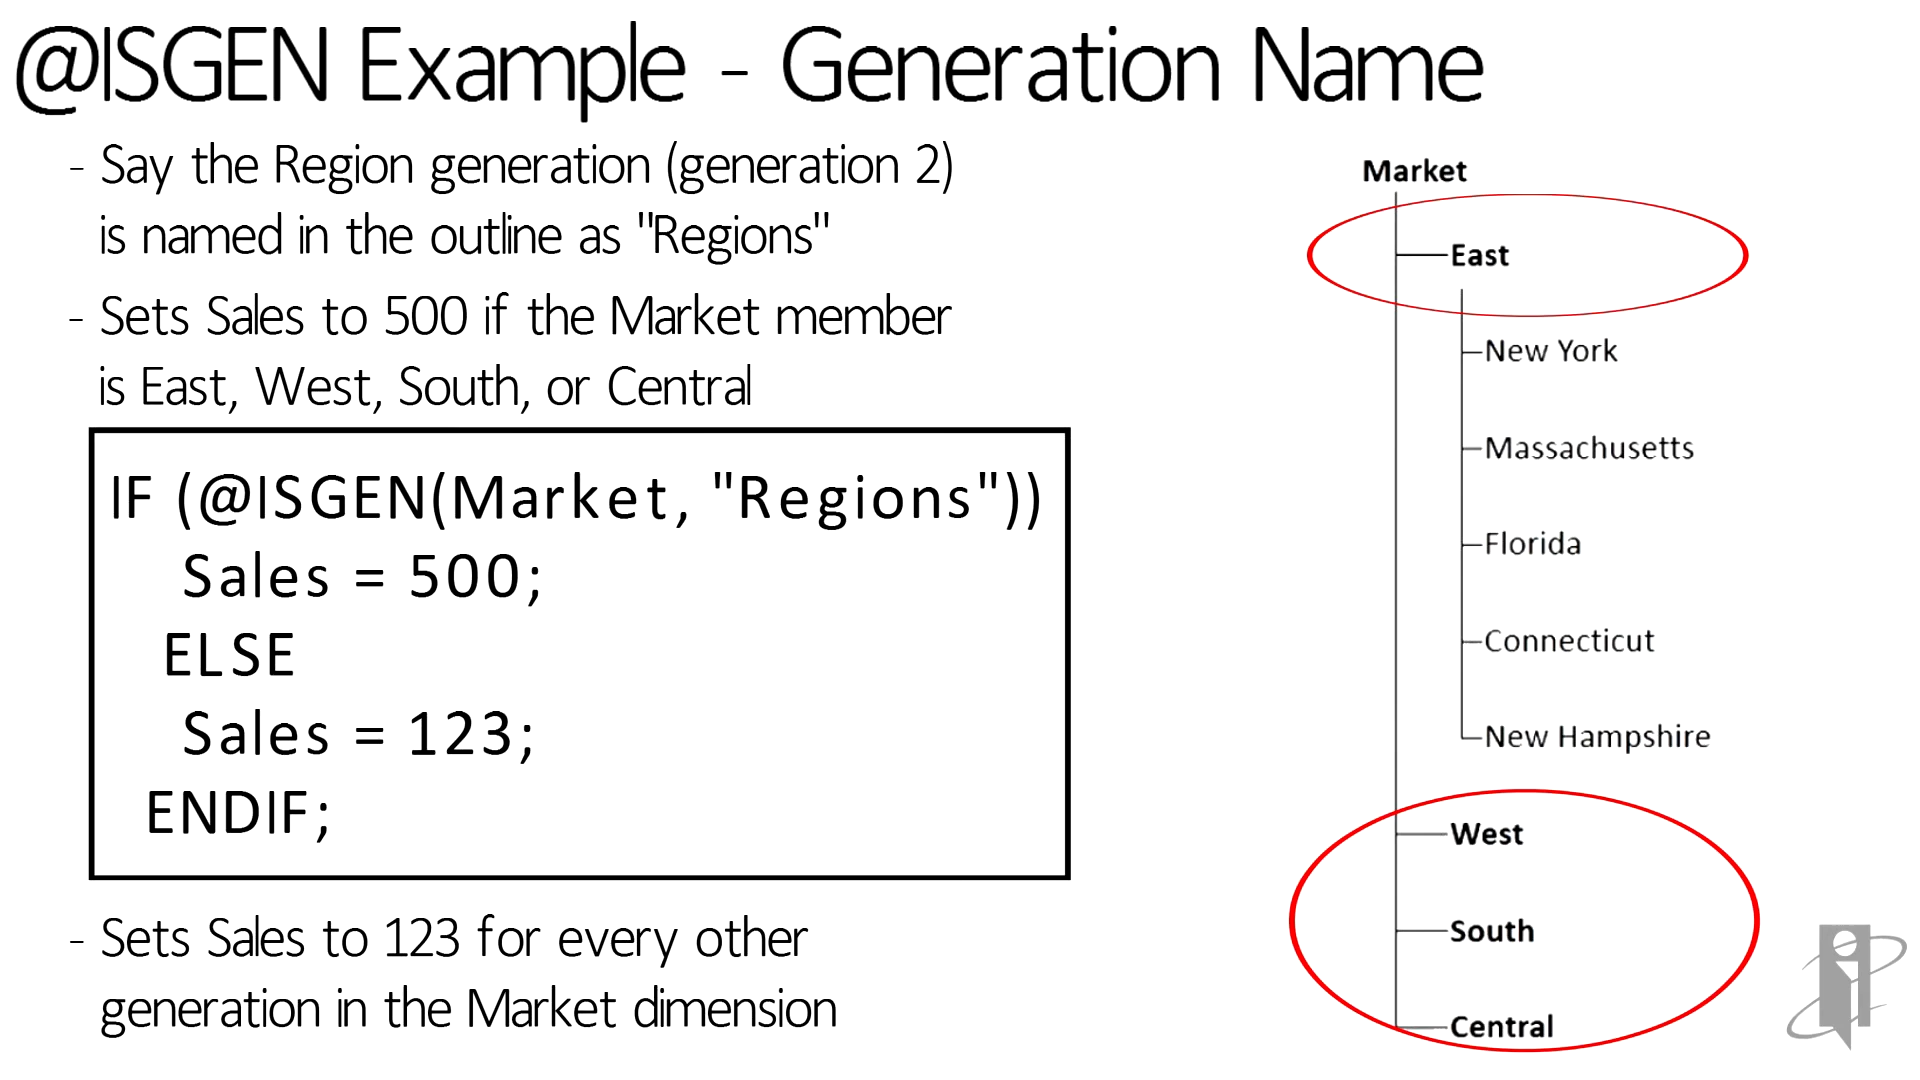 @ISGEN Example - Generation Name
- Say the Region generation (generation 2)
is named in the outline as "Regions"
- Sets Sales to 500 if the Market member
is East, West, South, or Central
IF (@ISGEN(Market, "Regions"))
Sales = 500;
ELSE
Sales = 123;
ENDIF;
- Sets Sales to 123 for every other
generation in the Market dimension
Market
East
New York
Massachusetts
Florida
Connecticut
New Hampshire
West
South
Central